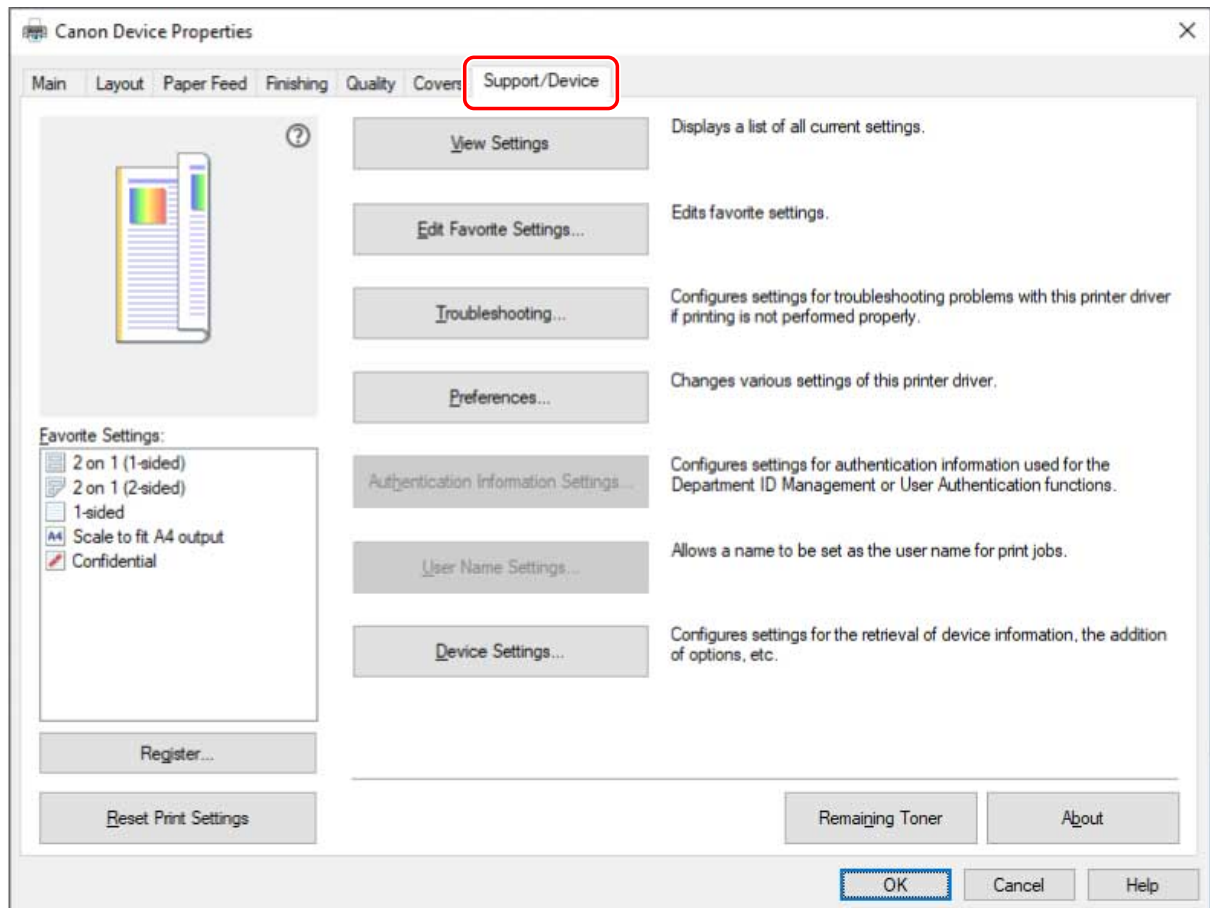 Canon Device Properties
Main Layout Paper Feed Finishing Quality Covers Support/Device
View Settings
Displays a list of all current settings.
Edit Favorite Settings...
Edits favorite settings.
Troubleshooting...
Configures settings for troubleshooting problems with this printer driver
if printing is not performed properly.
Preferences...
Changes various settings of this printer driver.
Authentication Information Settings...
Configures settings for authentication information used for the
Department ID Management or User Authentication functions.
User Name Settings...
Allows a name to be set as the user name for print jobs.
Device Settings...
Configures settings for the retrieval of device information, the addition
of options, etc.
Favorite Settings:
2 on 1 (1-sided)
2 on 1 (2-sided)
1-sided
A4 Scale to fit A4 output
Confidential
Register...
Reset Print Settings
Remaining Toner
About
OK
Cancel
Help